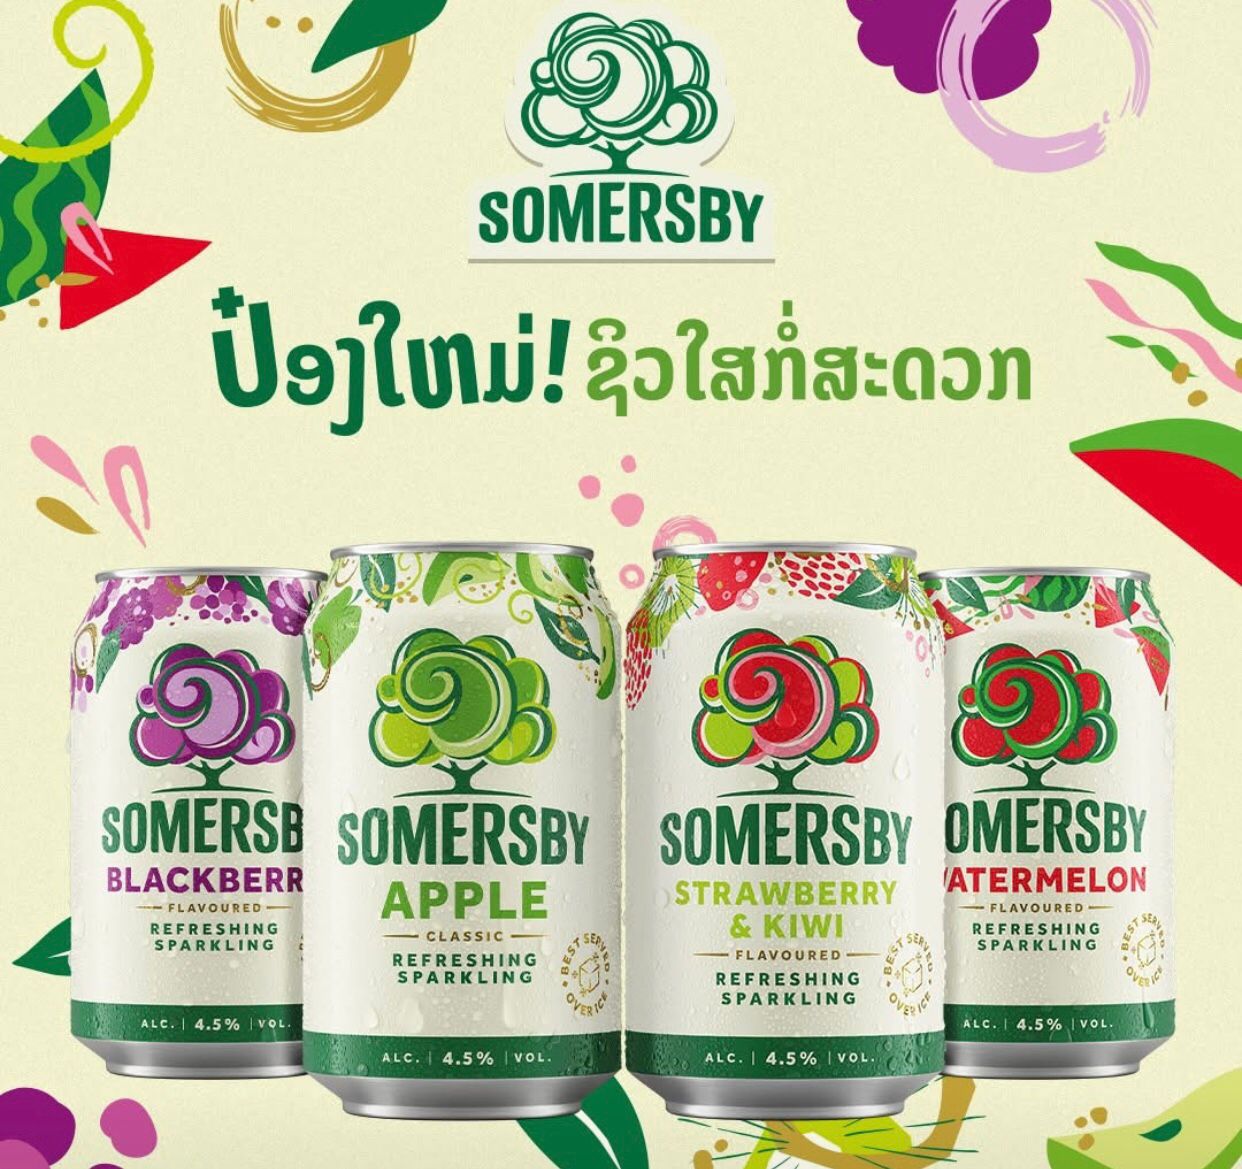 SOMERSBY
ປ໋ອງໃຫມ່! ຊິວໃສກໍ່ສະດວກ
SOMERSB
BLACKBERR
FLAVOURED
REFRESHING
SPARKLING
ALC. | 4.5% | VOL.
SOMERSBY
APPLE
CLASSIC
REFRESHING
SPARKLING
BEST SERVED
OVER ICE
ALC. | 4.5% | VOL.
SOMERSBY
STRAWBERRY
& KIWI
FLAVOURED
REFRESHING
SPARKLING
BEST SERVED
OVER ICE
ALC. | 4.5% | VOL.
OMERSBY
ATERMELON
FLAVOURED
REFRESHING
SPARKLING
BEST SERVED
OVER ICE
ALC. | 4.5% | VOL.